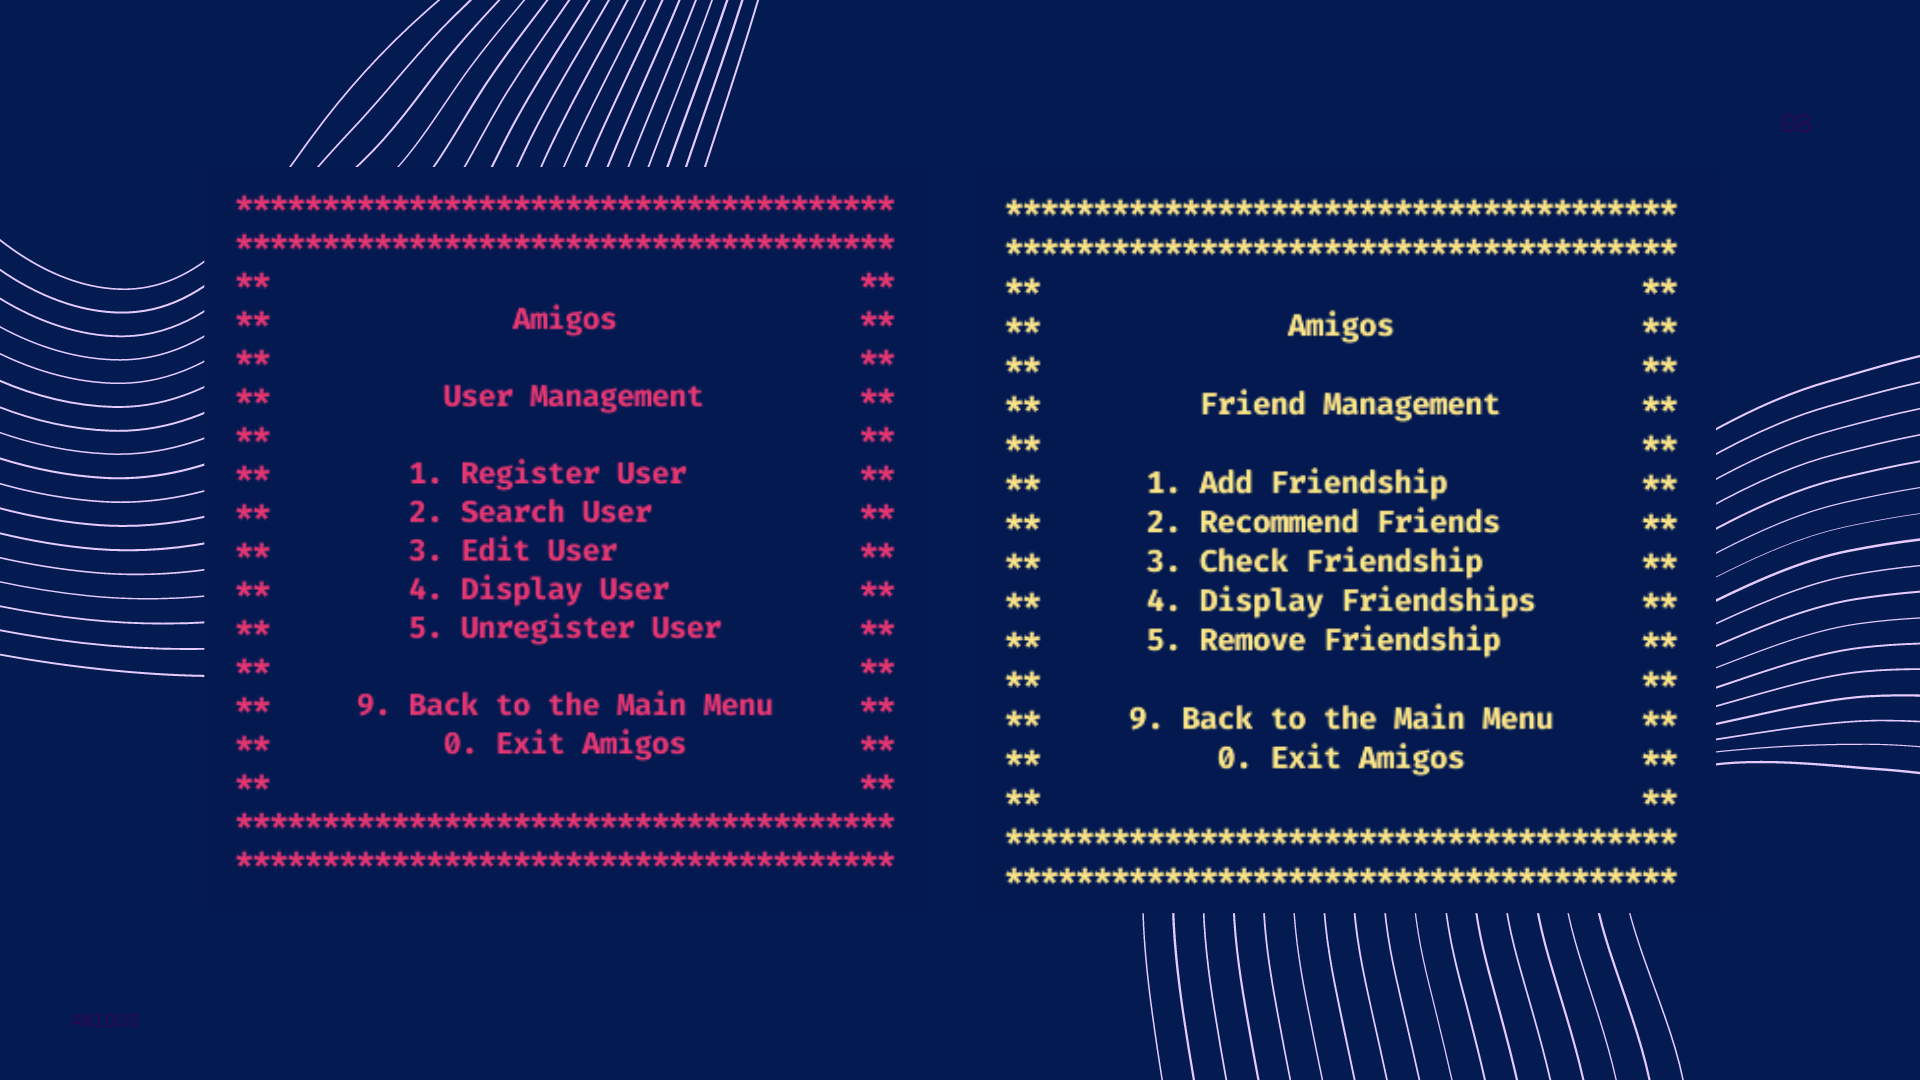 **************************************
**************************************
** **
** Amigos **
** **
** User Management **
** **
** 1. Register User **
** 2. Search User **
** 3. Edit User **
** 4. Display User **
** 5. Unregister User **
** **
** 9. Back to the Main Menu **
** 0. Exit Amigos **
** **
**************************************
**************************************
**************************************
**************************************
** **
** Amigos **
** **
** Friend Management **
** **
** 1. Add Friendship **
** 2. Recommend Friends **
** 3. Check Friendship **
** 4. Display Friendships **
** 5. Remove Friendship **
** **
** 9. Back to the Main Menu **
** 0. Exit Amigos **
** **
**************************************
**************************************